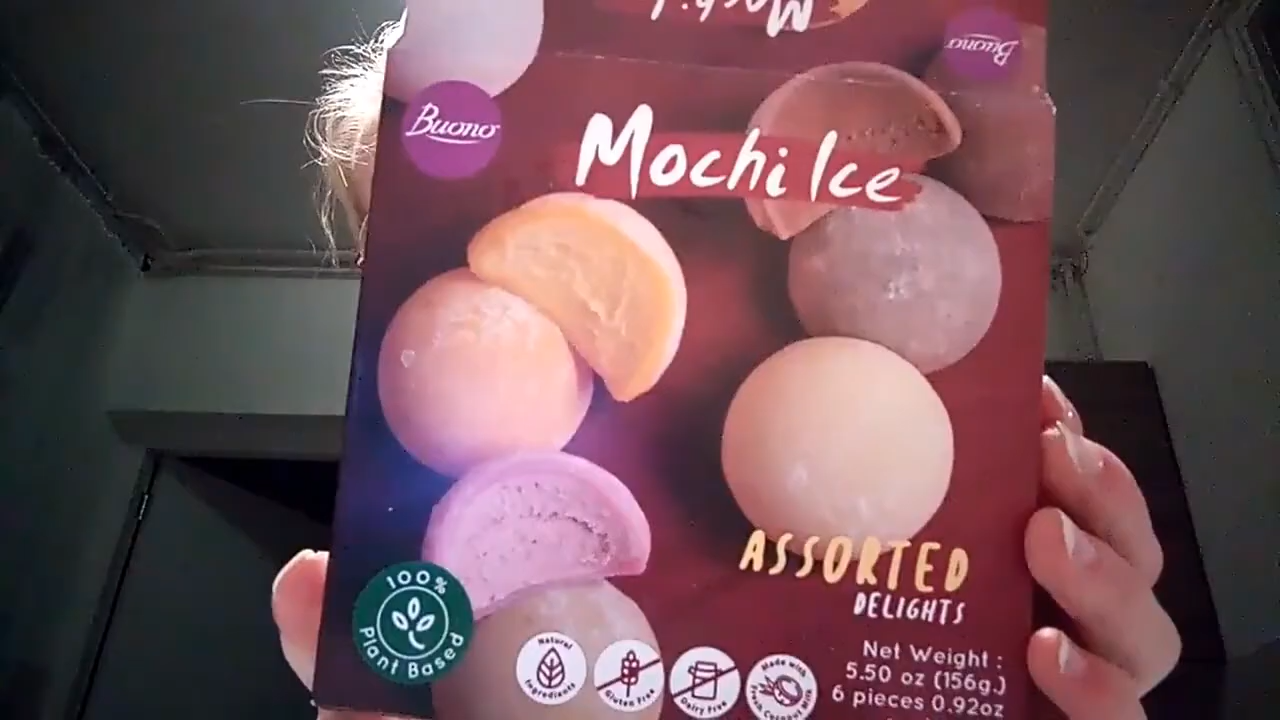 Mochi
Buono
Buono
Mochi Ice
ASSORTED
DELIGHTS
100%
Plant Based
Natural
Ingredients
Gluten Free
Dairy Free
Made with
Fresh Coconut Milk
Net Weight :
5.50 oz (156g.)
6 pieces 0.92oz